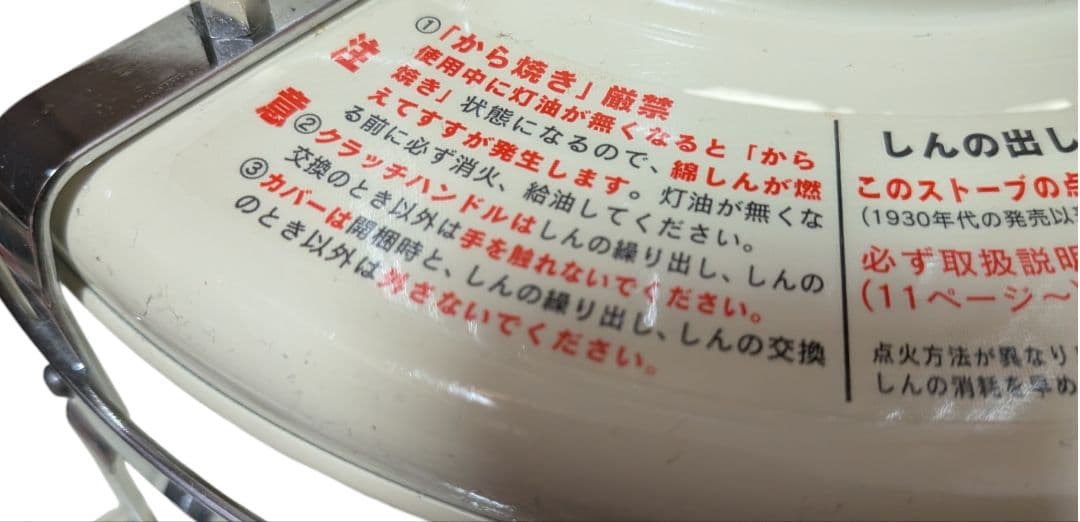 注意
①「から焼き」厳禁
使用中に灯油が無くなると「から
焼き」状態になるので、綿しんが燃
えてすすが発生します。灯油が無くな
る前に必ず消火、給油してください。
②クラッチハンドルはしんの繰り出し、しんの
交換のとき以外は手を触れないでください。
③カバーは開梱時と、しんの繰り出し、しんの交換
のとき以外は外さないでください。
しんの出し
このストーブの点
(1930年代の発売以
必ず取扱説明
(11ページ〜)
点火方法が異なり
しんの消耗を早め